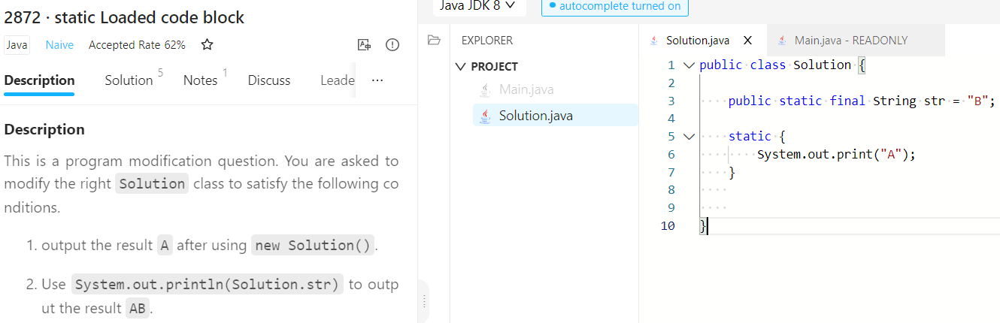 2872 · static Loaded code block
Java Naive Accepted Rate 62%
Description Solution 5 Notes 1 Discuss Leade ...
Description
This is a program modification question. You are asked to
modify the right Solution class to satisfy the following co
nditions.
1. output the result A after using new Solution().
2. Use System.out.println(Solution.str) to outp
ut the result AB.
Java JDK 8
autocomplete turned on
EXPLORER
PROJECT
Main.java
Solution.java
Solution.java X Main.java - READONLY
1 public class Solution {
2
3 public static final String str = "B";
4
5 static {
6 System.out.print("A");
7 }
8
9
10 }